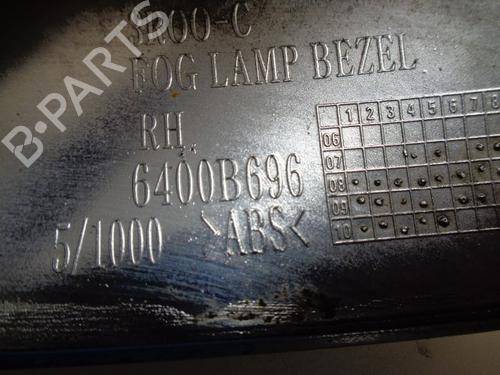 FOG LAMP BEZEL
RH.
6400B696
5/1000 >ABS<
1 2 3 4 5 6 7 8
06
07
08
09
10
B-PARTS